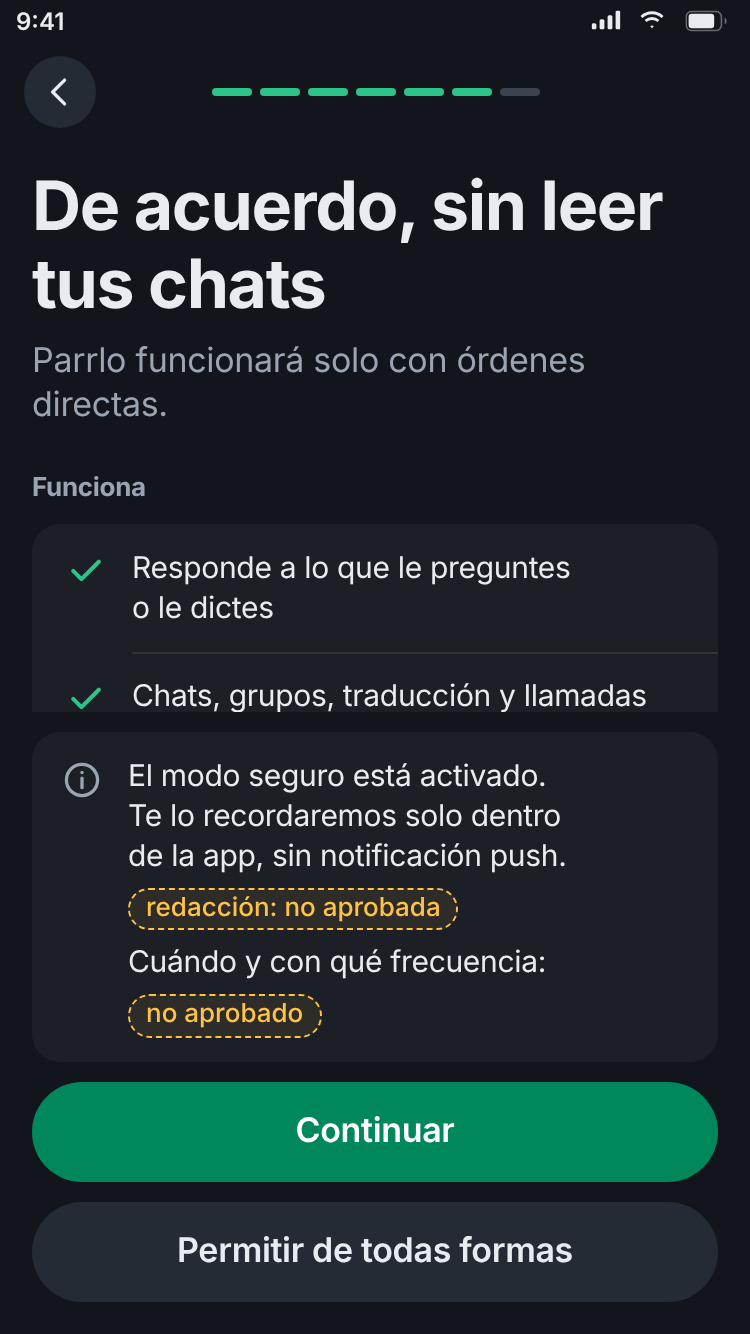 9:41
De acuerdo, sin leer
tus chats
Parrlo funcionará solo con órdenes
directas.
Funciona
Responde a lo que le preguntes
o le dictes
Chats, grupos, traducción y llamadas
El modo seguro está activado.
Te lo recordaremos solo dentro
de la app, sin notificación push.
redacción: no aprobada
Cuándo y con qué frecuencia:
no aprobado
Continuar
Permitir de todas formas